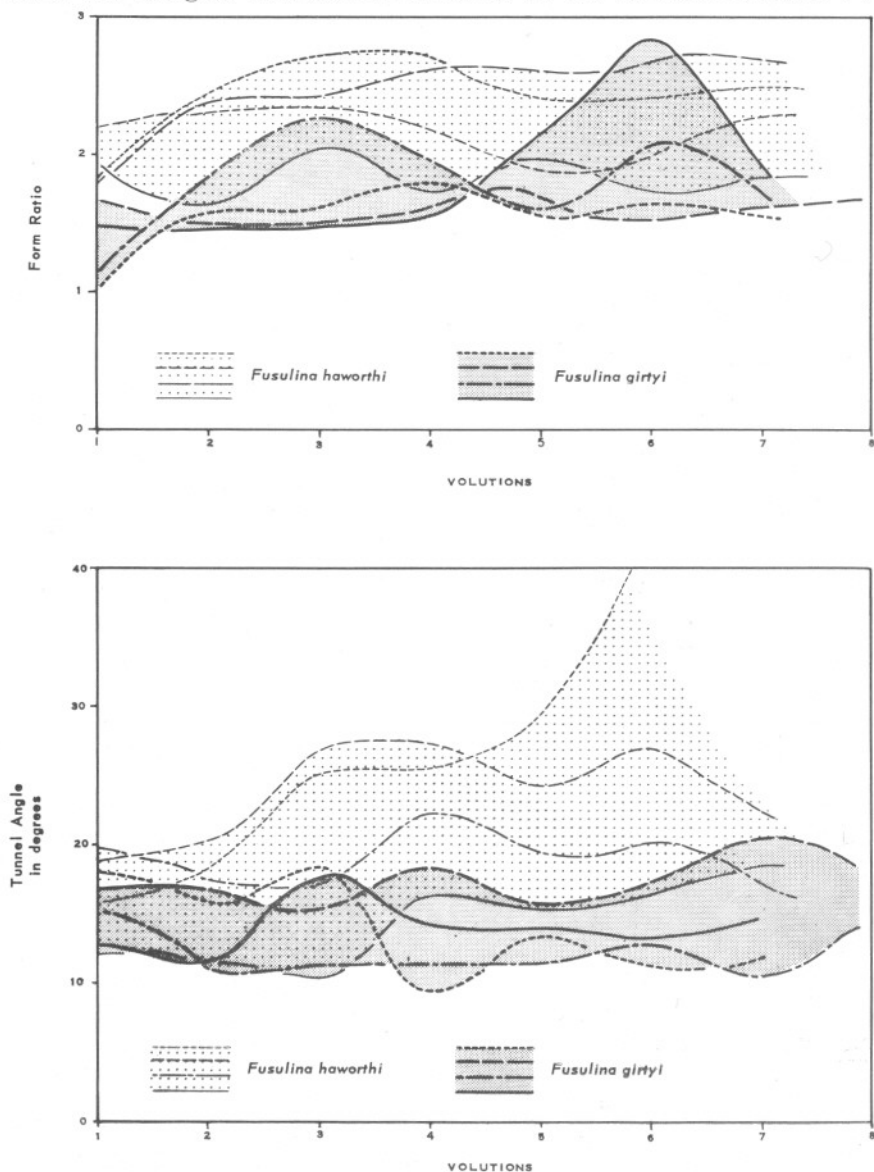 3
2
1
0
Form Ratio
Fusulina haworthi
Fusulina girtyi
1 2 3 4 5 6 7 8
VOLUTIONS
40
30
20
10
0
Tunnel Angle
in degrees
Fusulina haworthi
Fusulina girtyi
1 2 3 4 5 6 7 8
VOLUTIONS